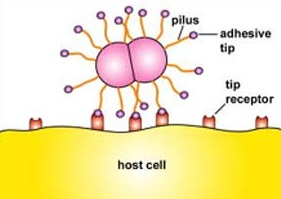 pilus
adhesive
tip
tip
receptor
host cell